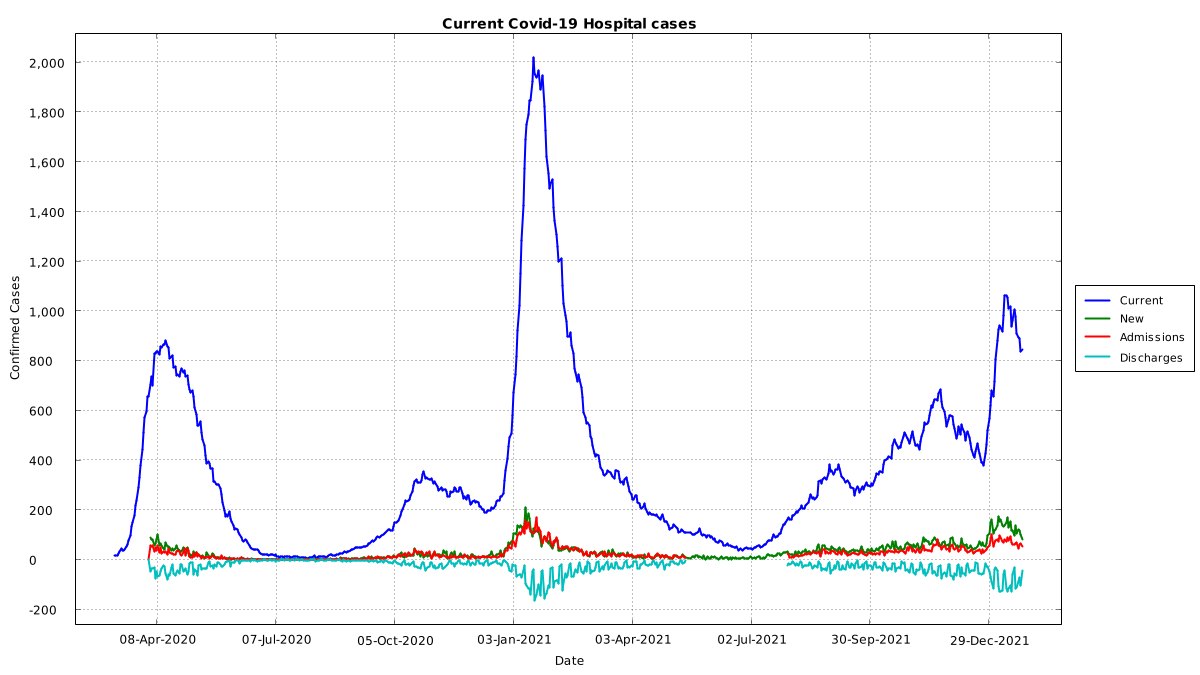 Current Covid-19 Hospital cases
2,000
1,800
1,600
1,400
1,200
1,000
800
600
400
200
0
-200
Confirmed Cases
08-Apr-2020 07-Jul-2020 05-Oct-2020 03-Jan-2021 03-Apr-2021 02-Jul-2021 30-Sep-2021 29-Dec-2021
Date
Current
New
Admissions
Discharges